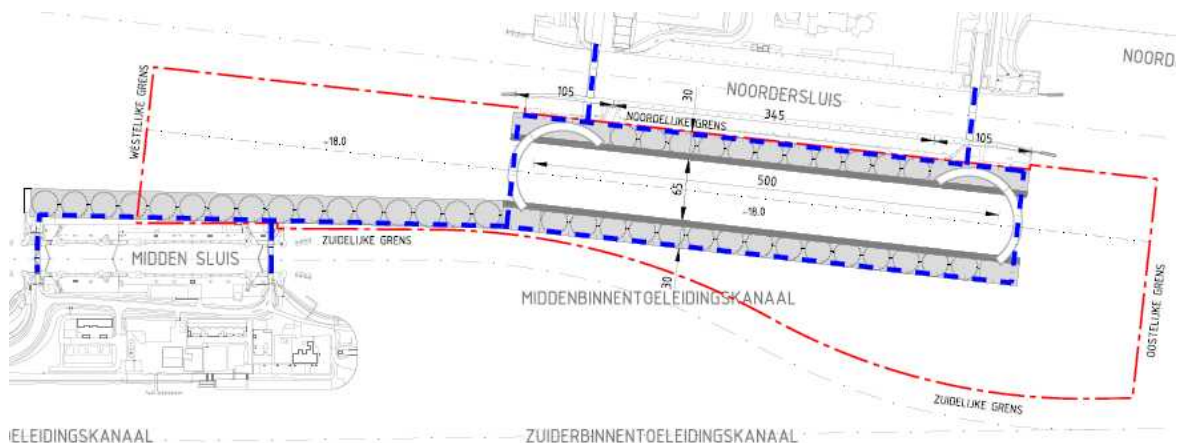 NOORD
NOORDERSLUIS
WESTELIJKE GRENS
105
30
345
NOORDELIJKE GRENS
105
-18.0
500
65
-18.0
MIDDEN SLUIS
ZUIDELIJKE GRENS
30
MIDDENBINNENTOELEIDINGSKANAAL
OOSTELIJKE GRENS
ZUIDELIJKE GRENS
OELEIDINGSKANAAL
ZUIDERBINNENTOELEIDINGSKANAAL